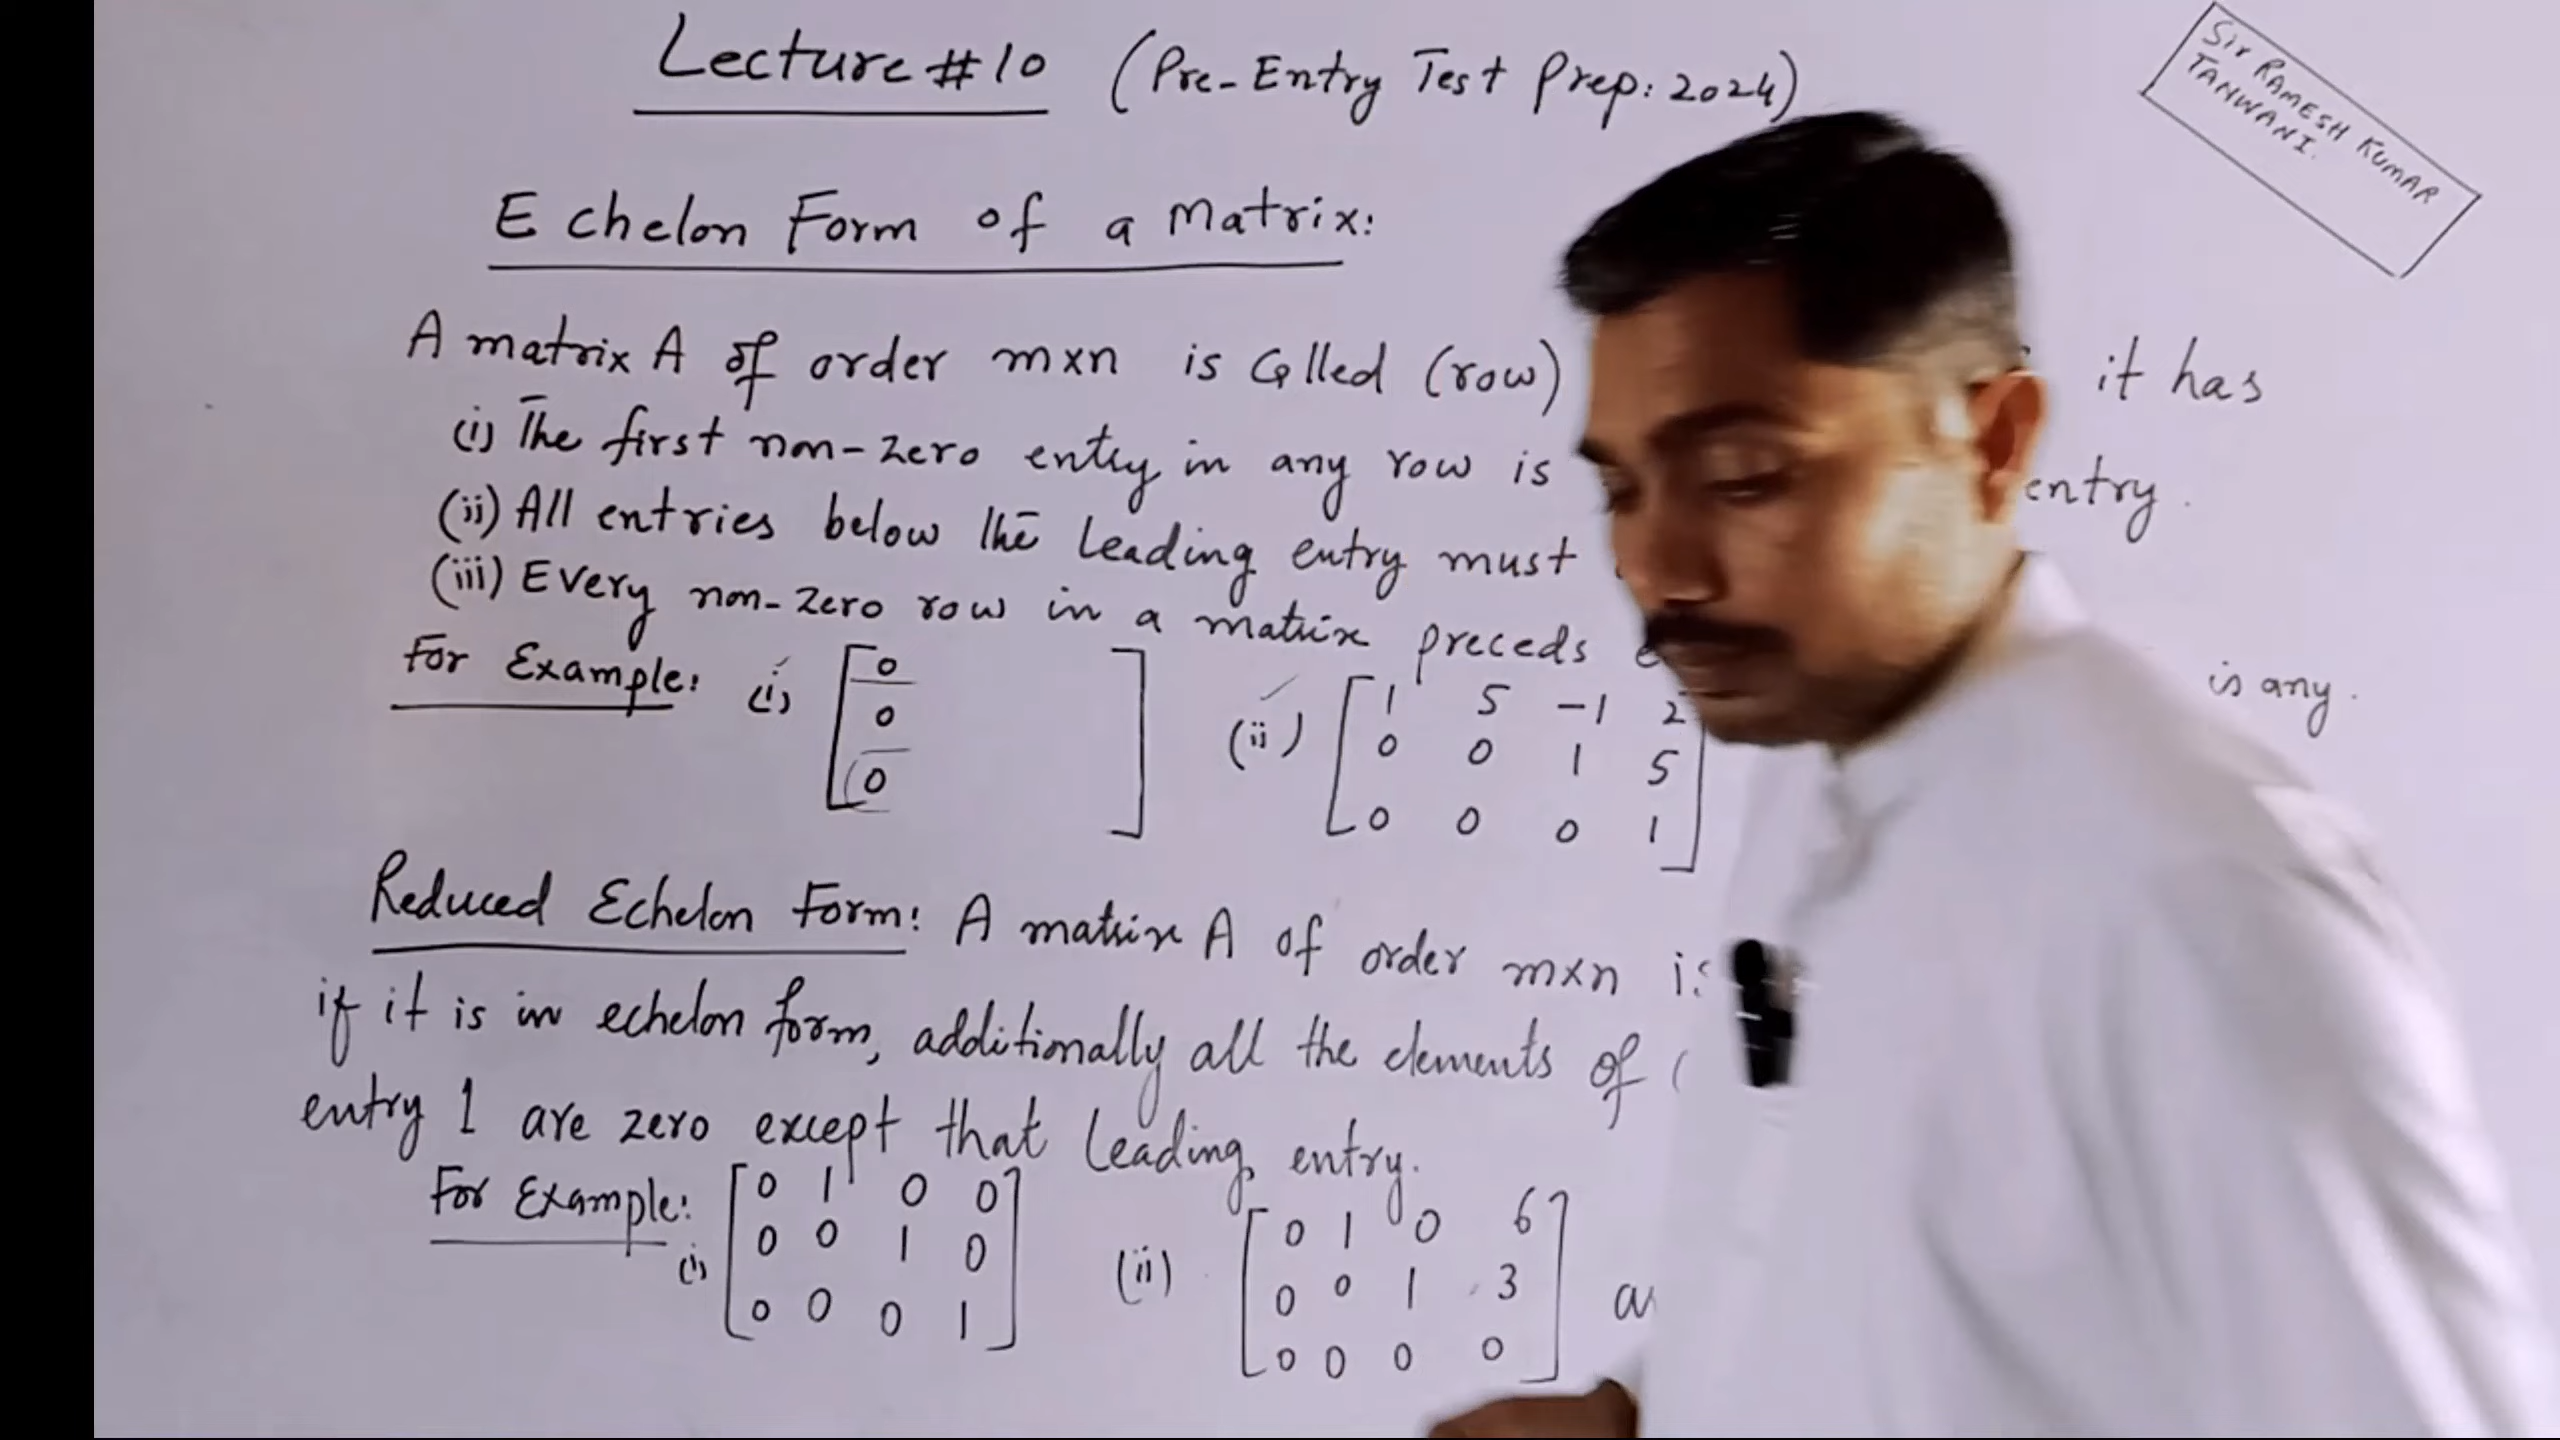 Lecture #10 (Pre-Entry Test Prep: 2024)
Sir RAMESH KUMAR
TANWANI.
Echelon Form of a Matrix:
A matrix A of order m×n is Called (row) it has
(i) The first non-zero entry in any row is entry.
(ii) All entries below the leading entry must
(iii) Every non-zero row in a matrix preceds is any.
For Example: (i) [0
0
0 ]
(ii) [1 5 -1 2
0 0 1 5
0 0 0 1]
Reduced Echelon Form: A matrix A of order m×n is
if it is in echelon form, additionally all the elements of
entry 1 are zero except that leading entry.
For Example: (i) [0 1 0 0
0 0 1 0
0 0 0 1]
(ii) [0 1 0 6
0 0 1 3
0 0 0 0]